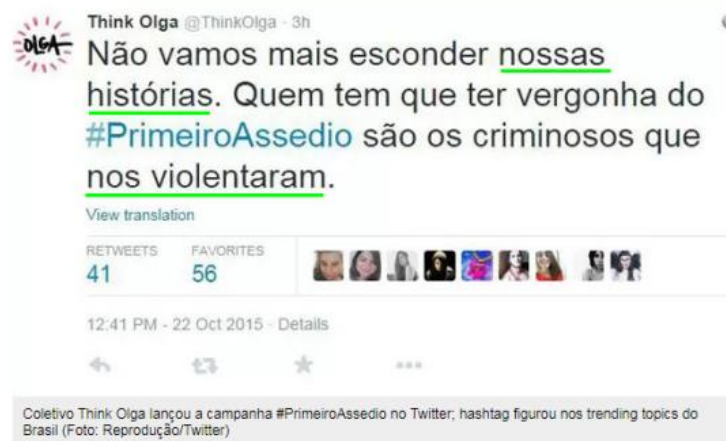 OLGA
Think Olga @ThinkOlga · 3h
Não vamos mais esconder nossas
histórias. Quem tem que ter vergonha do
#PrimeiroAssedio são os criminosos que
nos violentaram.
View translation
RETWEETS FAVORITES
41 56
12:41 PM - 22 Oct 2015 · Details
Coletivo Think Olga lançou a campanha #PrimeiroAssedio no Twitter; hashtag figurou nos trending topics do
Brasil (Foto: Reprodução/Twitter)